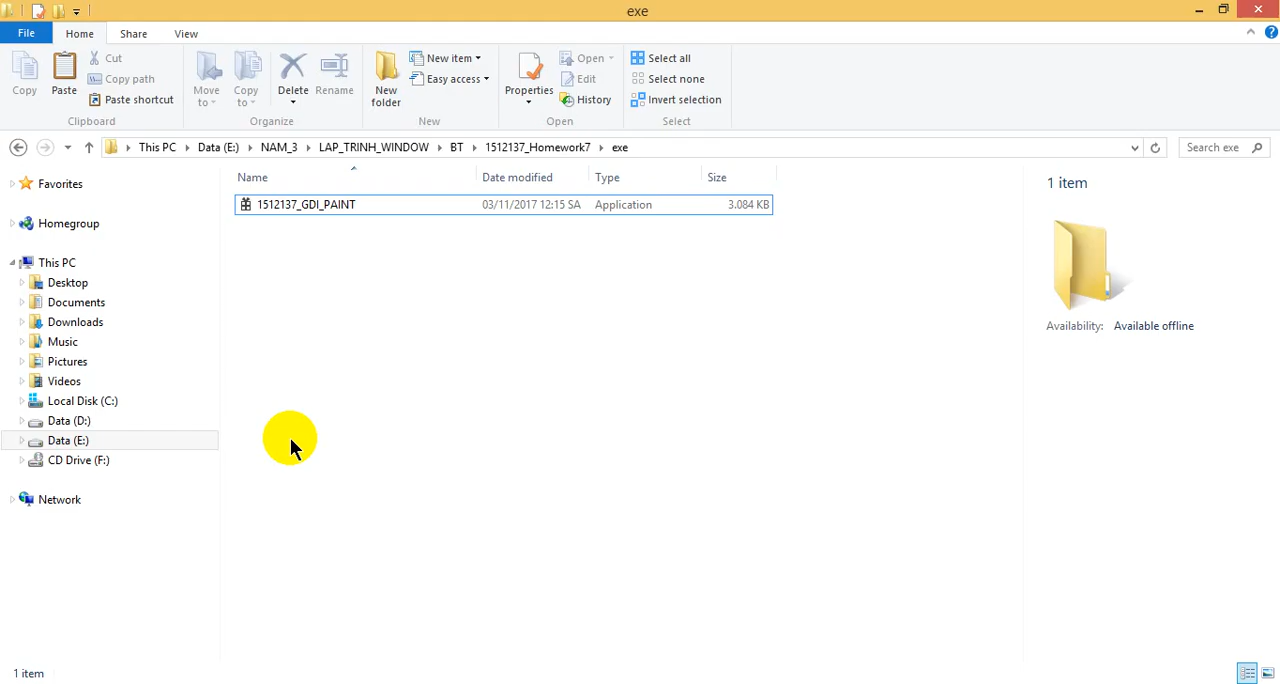 exe
File Home Share View
Copy
Paste
Cut
Copy path
Paste shortcut
Clipboard
Move to
Copy to
Delete
Rename
Organize
New folder
New item
Easy access
New
Properties
Open
Edit
History
Open
Select all
Select none
Invert selection
Select
This PC Data (E:) NAM_3 LAP_TRINH_WINDOW BT 1512137_Homework7 exe
Search exe
Favorites
Homegroup
This PC
Desktop
Documents
Downloads
Music
Pictures
Videos
Local Disk (C:)
Data (D:)
Data (E:)
CD Drive (F:)
Network
Name Date modified Type Size
1512137_GDI_PAINT 03/11/2017 12:15 SA Application 3.084 KB
1 item
Availability: Available offline
1 item